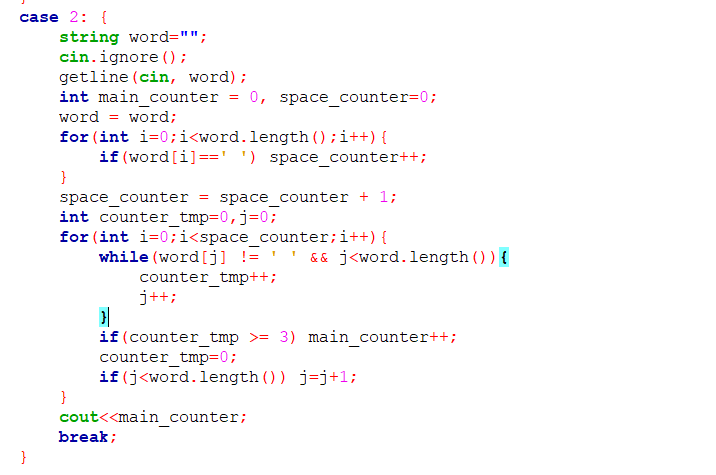 case 2: {
string word="";
cin.ignore();
getline(cin, word);
int main_counter = 0, space_counter=0;
word = word;
for(int i=0;i<word.length();i++){
if(word[i]==' ') space_counter++;
}
space_counter = space_counter + 1;
int counter_tmp=0,j=0;
for(int i=0;i<space_counter;i++){
while(word[j] != ' ' && j<word.length()){
counter_tmp++;
j++;
}
if(counter_tmp >= 3) main_counter++;
counter_tmp=0;
if(j<word.length()) j=j+1;
}
cout<<main_counter;
break;
}